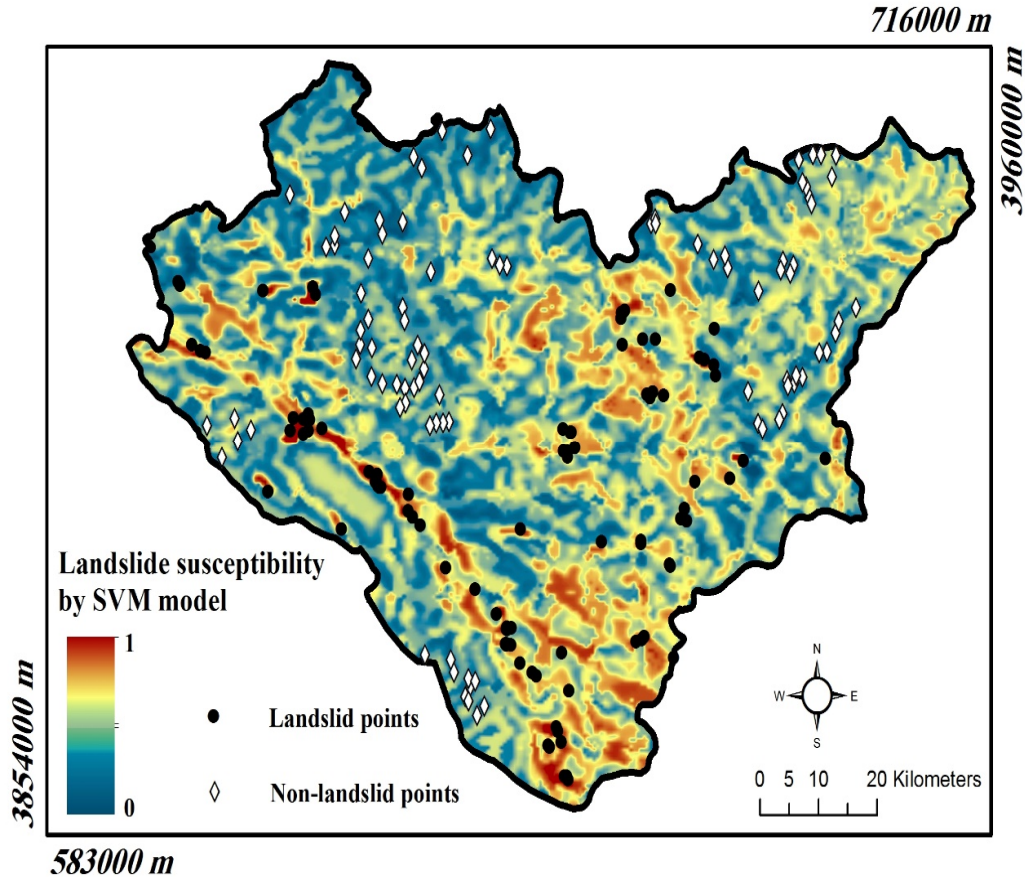 716000 m
3960000 m
Landslide susceptibility
by SVM model
1
0
Landslid points
Non-landslid points
N
W E
S
0 5 10 20 Kilometers
3854000 m
583000 m